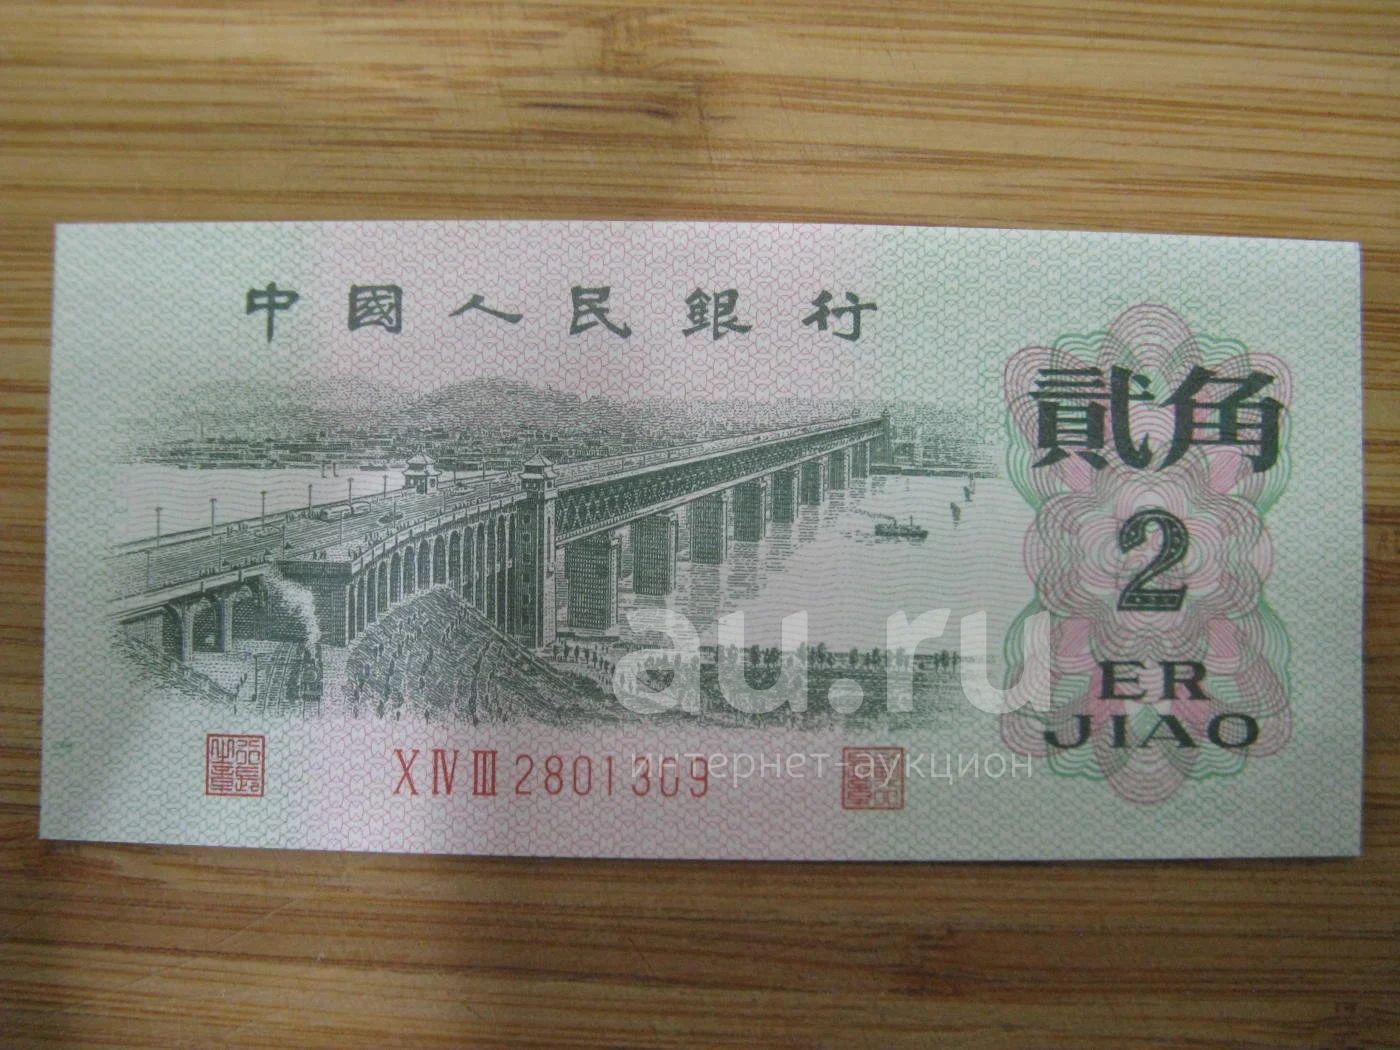 中國人民銀行
貳角
2
ER
JIAO
XIVIII 2801309
au.ru
интернет-аукцион